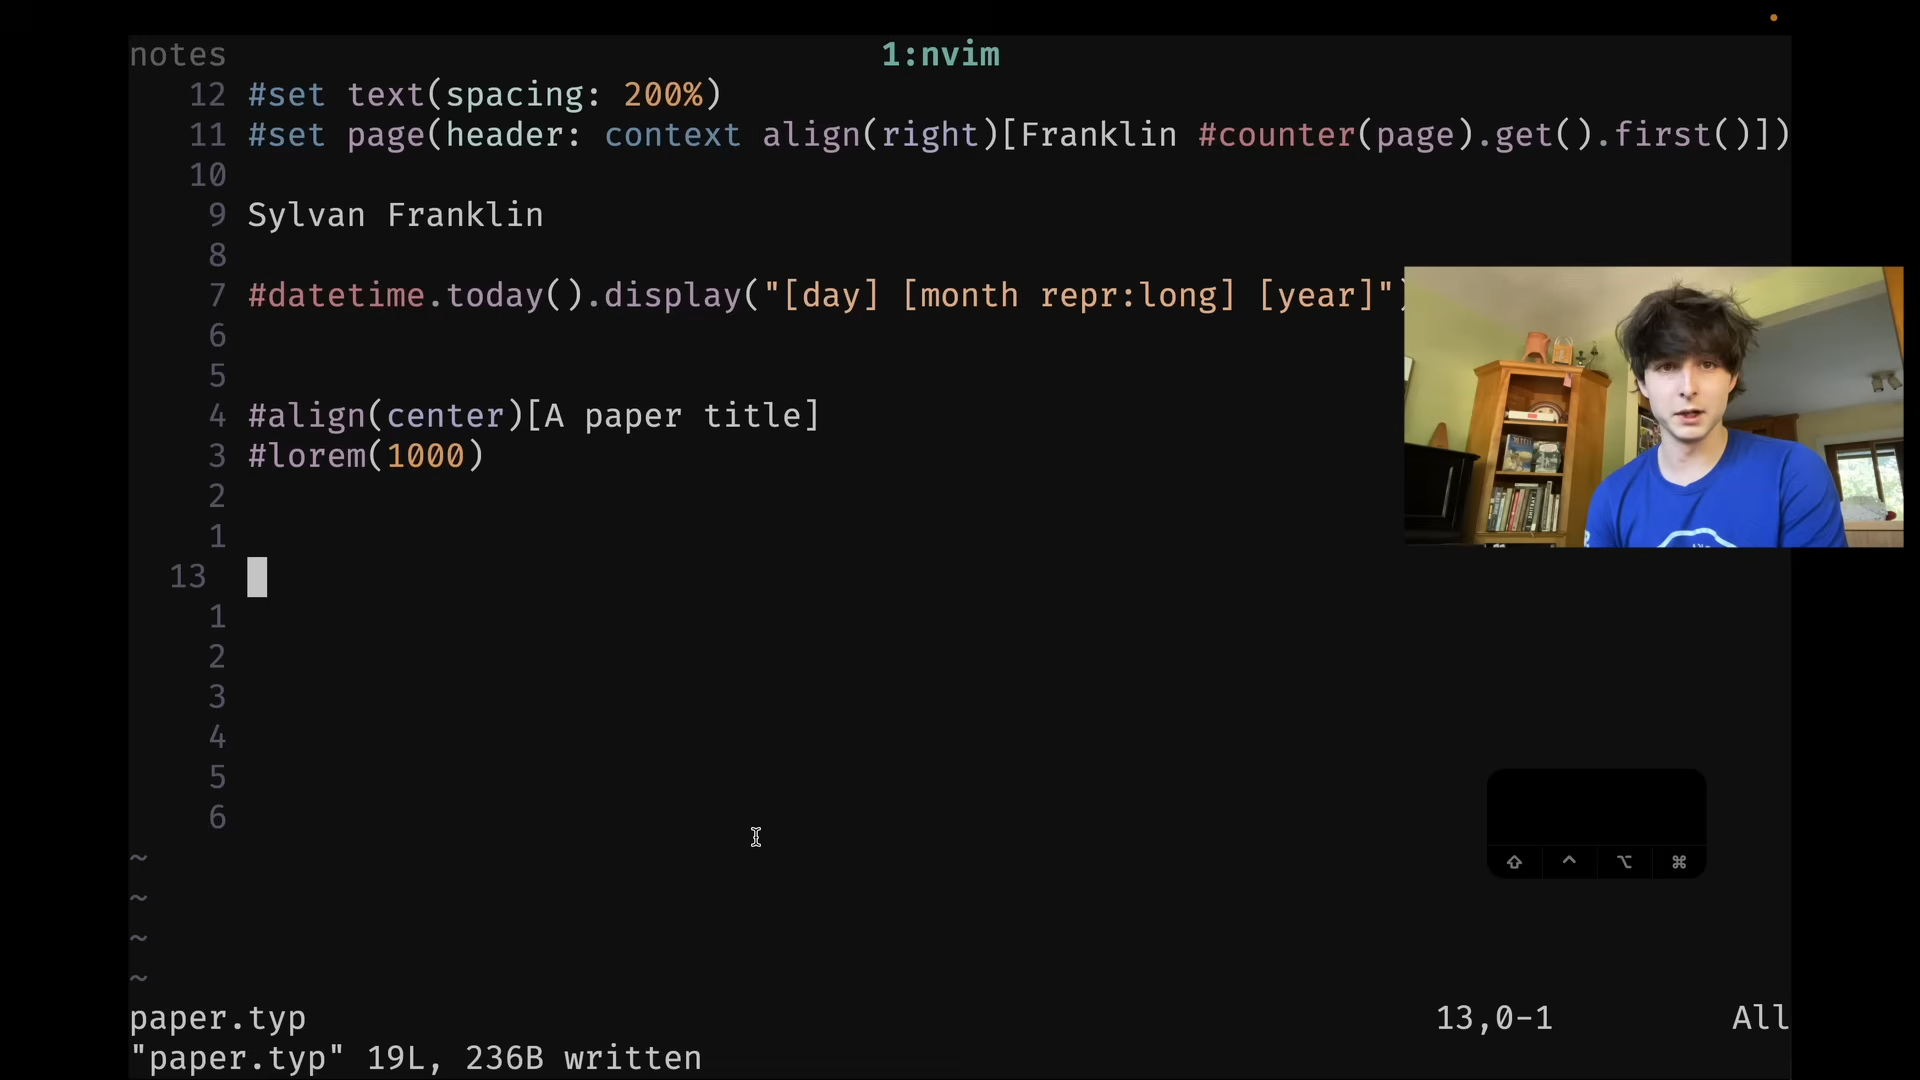 notes 1:nvim
12 #set text(spacing: 200%)
11 #set page(header: context align(right)[Franklin #counter(page).get().first()])
10
9 Sylvan Franklin
8
7 #datetime.today().display("[day] [month repr:long] [year]")
6
5
4 #align(center)[A paper title]
3 #lorem(1000)
2
1
13
1
2
3
4
5
6
~
~
~
~
⇧ ^ ⌥ ⌘
paper.typ 13,0-1 All
"paper.typ" 19L, 236B written